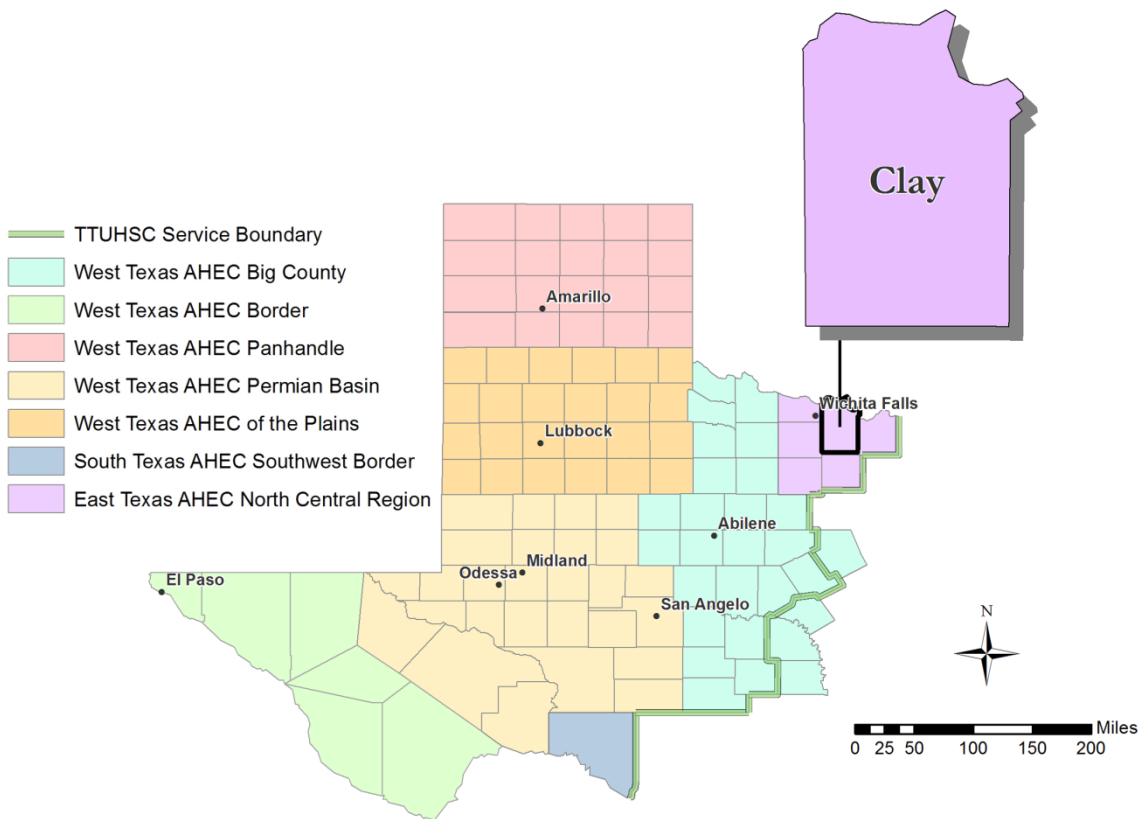 Clay
TTUHSC Service Boundary
West Texas AHEC Big County
West Texas AHEC Border
West Texas AHEC Panhandle
West Texas AHEC Permian Basin
West Texas AHEC of the Plains
South Texas AHEC Southwest Border
East Texas AHEC North Central Region
Amarillo
Wichita Falls
Lubbock
Abilene
Midland
Odessa
El Paso
San Angelo
N
Miles
0 25 50 100 150 200